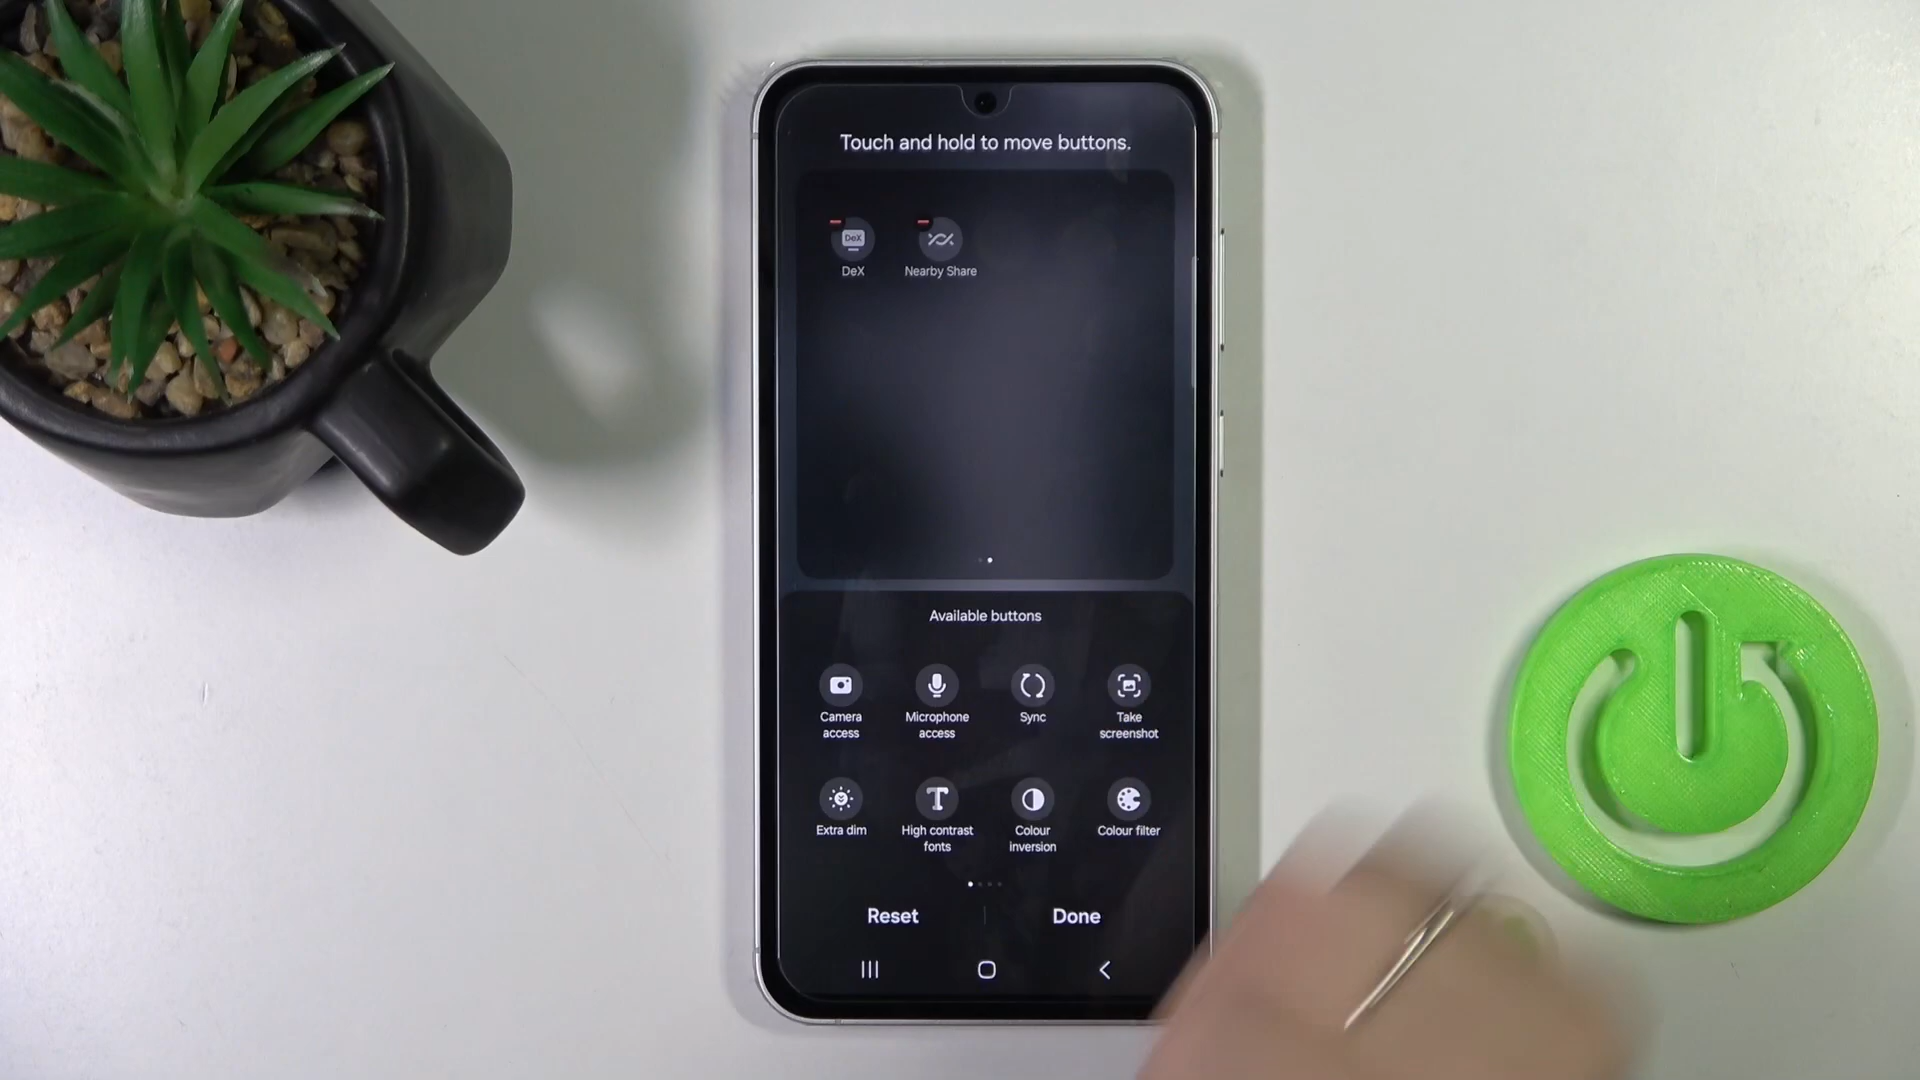 Touch and hold to move buttons.
DeX
DeX
Nearby Share
Available buttons
Camera access
Microphone access
Sync
Take screenshot
Extra dim
High contrast fonts
Colour inversion
Colour filter
Reset
Done